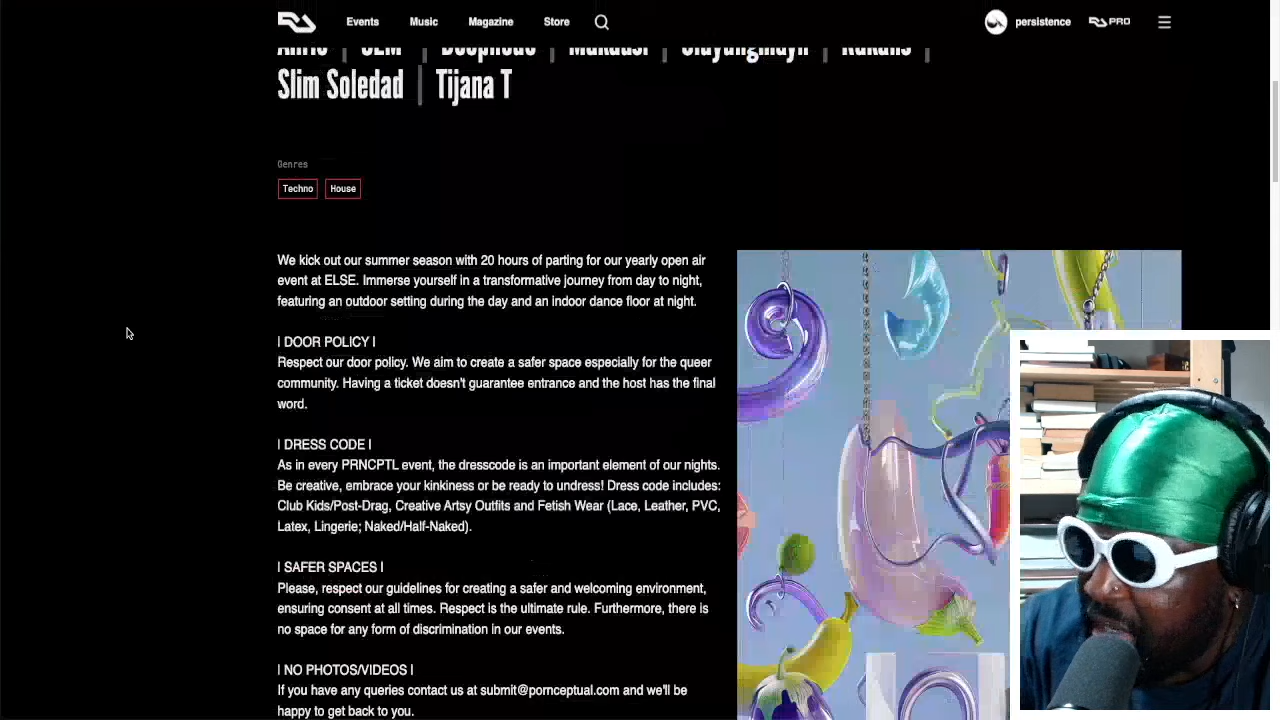 Events Music Magazine Store
persistence PRO
Slim Soledad | Tijana T
Genres
Techno House
We kick out our summer season with 20 hours of parting for our yearly open air
event at ELSE. Immerse yourself in a transformative journey from day to night,
featuring an outdoor setting during the day and an indoor dance floor at night.
| DOOR POLICY |
Respect our door policy. We aim to create a safer space especially for the queer
community. Having a ticket doesn't guarantee entrance and the host has the final
word.
| DRESS CODE |
As in every PRNCPTL event, the dresscode is an important element of our nights.
Be creative, embrace your kinkiness or be ready to undress! Dress code includes:
Club Kids/Post-Drag, Creative Artsy Outfits and Fetish Wear (Lace, Leather, PVC,
Latex, Lingerie; Naked/Half-Naked).
| SAFER SPACES |
Please, respect our guidelines for creating a safer and welcoming environment,
ensuring consent at all times. Respect is the ultimate rule. Furthermore, there is
no space for any form of discrimination in our events.
| NO PHOTOS/VIDEOS |
If you have any queries contact us at submit@pornceptual.com and we'll be
happy to get back to you.